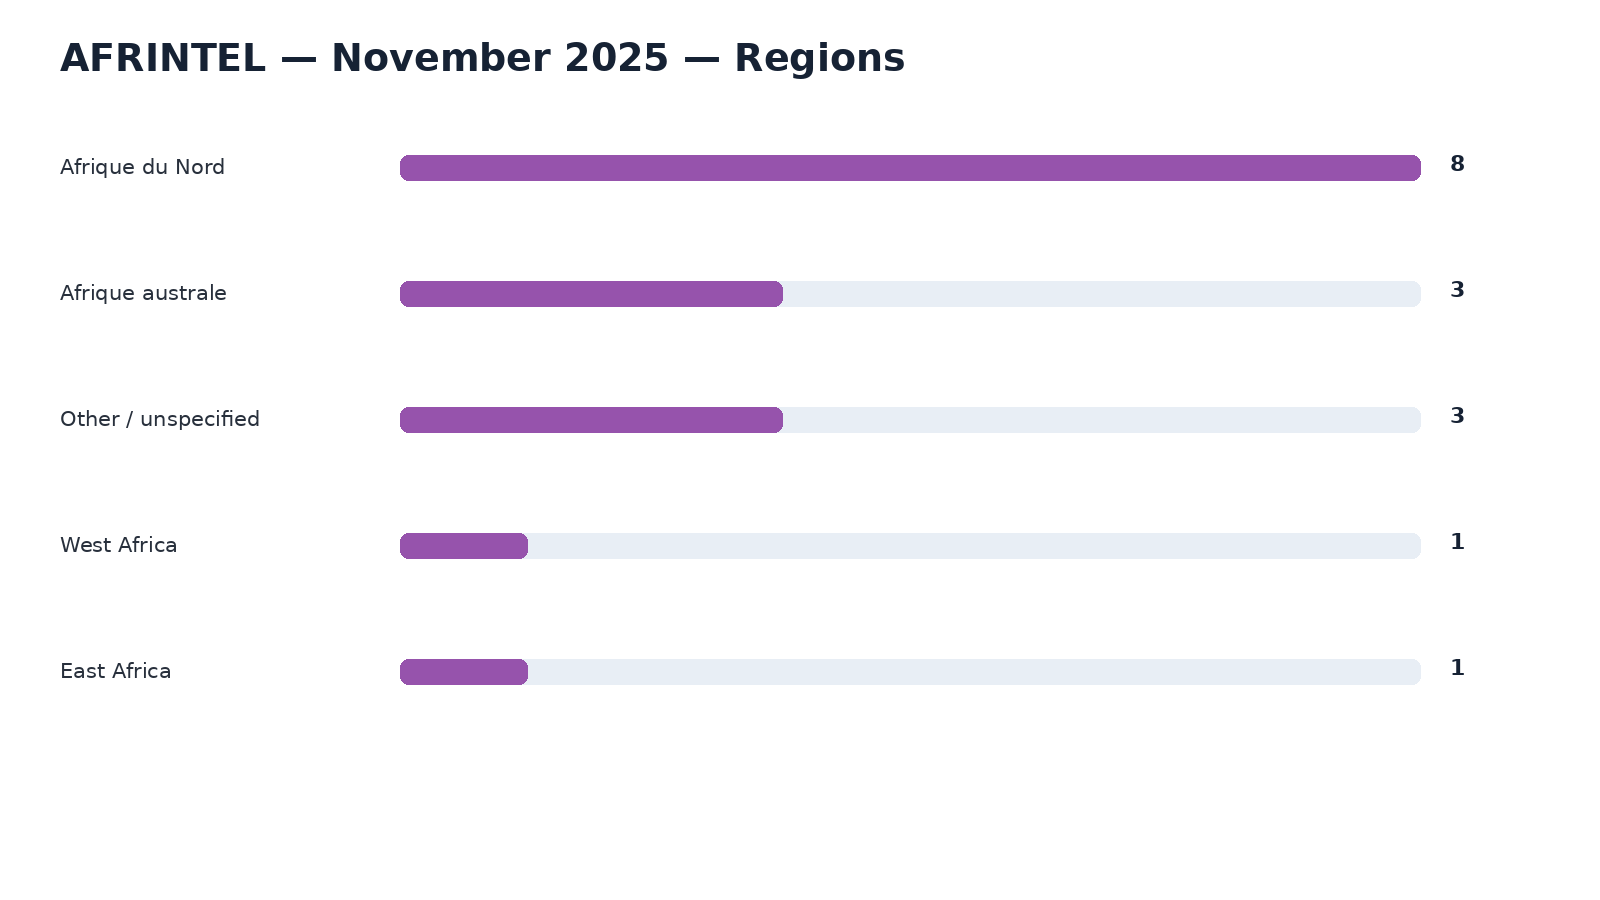 AFRINTEL — November 2025 — Regions
Afrique du Nord 8
Afrique australe 3
Other / unspecified 3
West Africa 1
East Africa 1